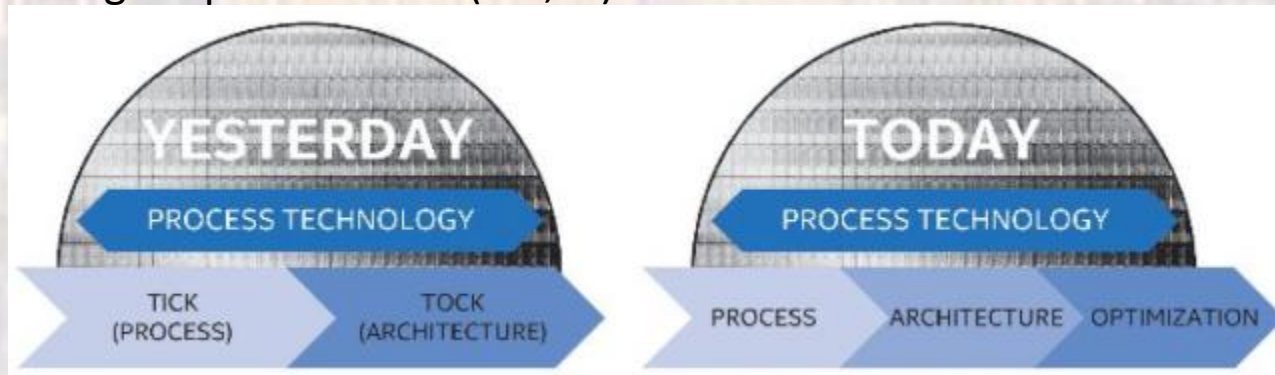 YESTERDAY
PROCESS TECHNOLOGY
TICK
(PROCESS)
TOCK
(ARCHITECTURE)
TODAY
PROCESS TECHNOLOGY
PROCESS
ARCHITECTURE
OPTIMIZATION